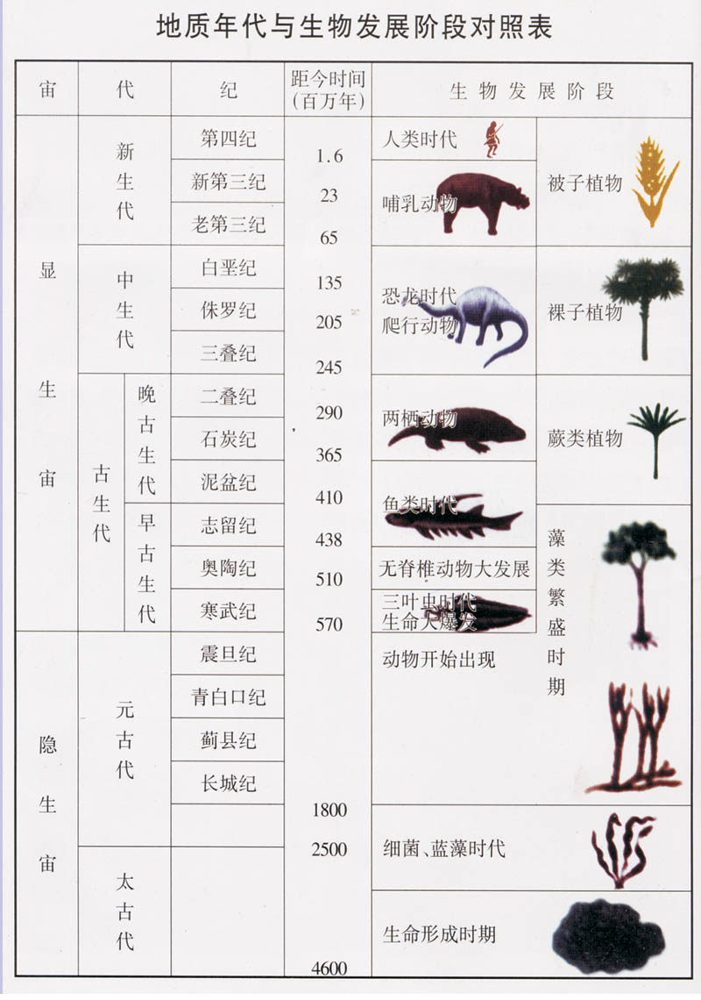 地质年代与生物发展阶段对照表
宙 代 纪 距今时间(百万年) 生物发展阶段
显生宙
新生代
第四纪
1.6
新第三纪
23
老第三纪
65
中生代
白垩纪
135
侏罗纪
205
三叠纪
245
古生代
晚古生代
二叠纪
290
石炭纪
365
泥盆纪
410
早古生代
志留纪
438
奥陶纪
510
寒武纪
570
隐生宙
元古代
震旦纪
青白口纪
蓟县纪
长城纪
1800
2500
太古代
4600
人类时代
哺乳动物
被子植物
恐龙时代
爬行动物
裸子植物
两栖动物
蕨类植物
鱼类时代
无脊椎动物大发展
三叶虫时代
生命大爆发
动物开始出现
藻类繁盛时期
细菌、蓝藻时代
生命形成时期